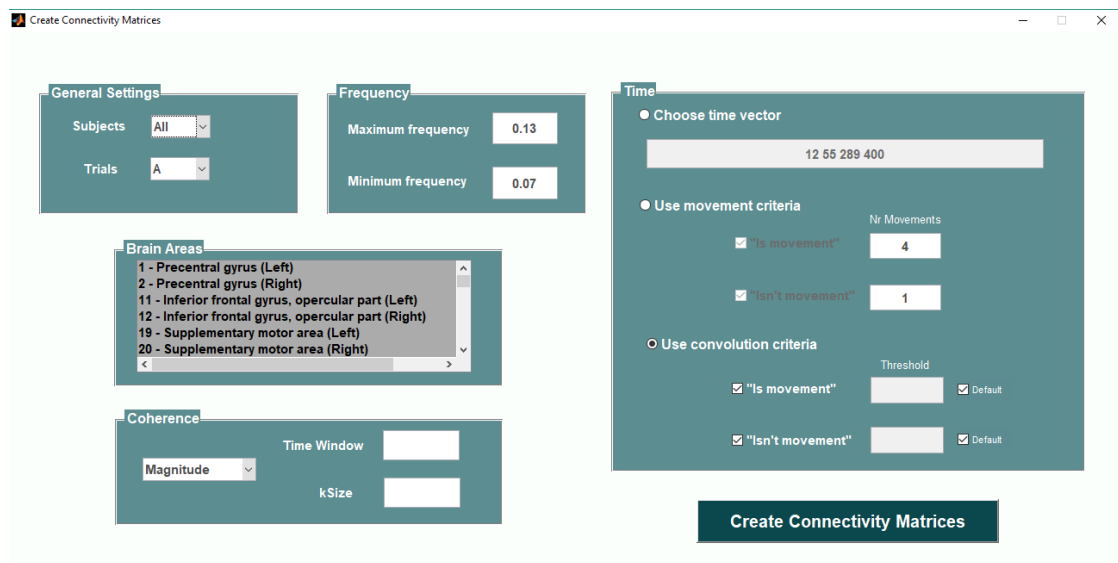 Create Connectivity Matrices
General Settings
Subjects All
Trials A
Frequency
Maximum frequency 0.13
Minimum frequency 0.07
Brain Areas
1 - Precentral gyrus (Left)
2 - Precentral gyrus (Right)
11 - Inferior frontal gyrus, opercular part (Left)
12 - Inferior frontal gyrus, opercular part (Right)
19 - Supplementary motor area (Left)
20 - Supplementary motor area (Right)
Coherence
Time Window
Magnitude
kSize
Time
Choose time vector
12 55 289 400
Use movement criteria
Nr Movements
"Is movement" 4
"Isn't movement" 1
Use convolution criteria
Threshold
"Is movement" Default
"Isn't movement" Default
Create Connectivity Matrices